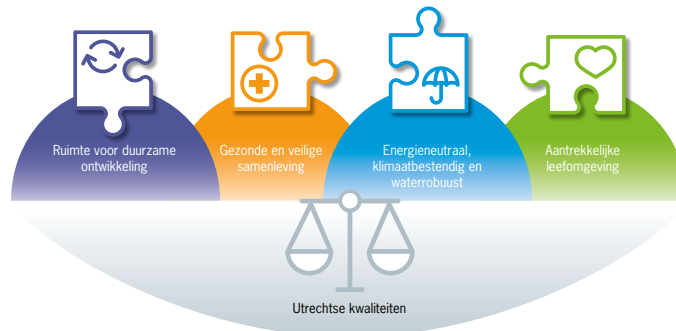 Ruimte voor duurzame
ontwikkeling
Gezonde en veilige
samenleving
Energieneutraal,
klimaatbestendig en
waterrobuust
Aantrekkelijke
leefomgeving
Utrechtse kwaliteiten